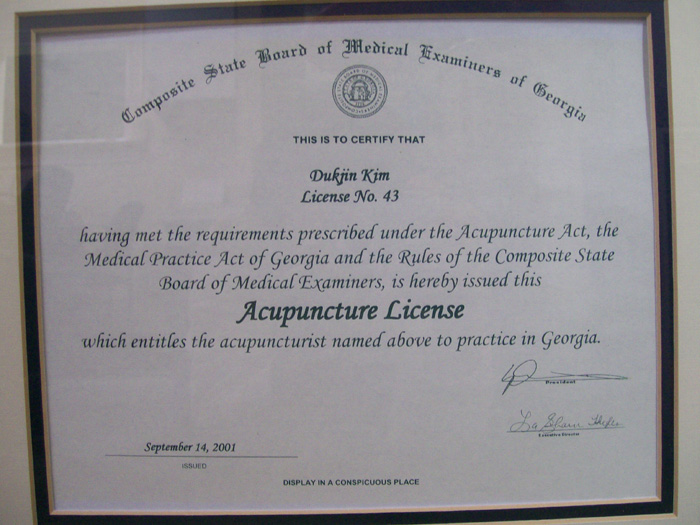 Composite State Board of Medical Examiners of Georgia
THIS IS TO CERTIFY THAT
Dukjin Kim
License No. 43
having met the requirements prescribed under the Acupuncture Act, the
Medical Practice Act of Georgia and the Rules of the Composite State
Board of Medical Examiners, is hereby issued this
Acupuncture License
which entitles the acupuncturist named above to practice in Georgia.
President
Executive Director
September 14, 2001
ISSUED
DISPLAY IN A CONSPICUOUS PLACE